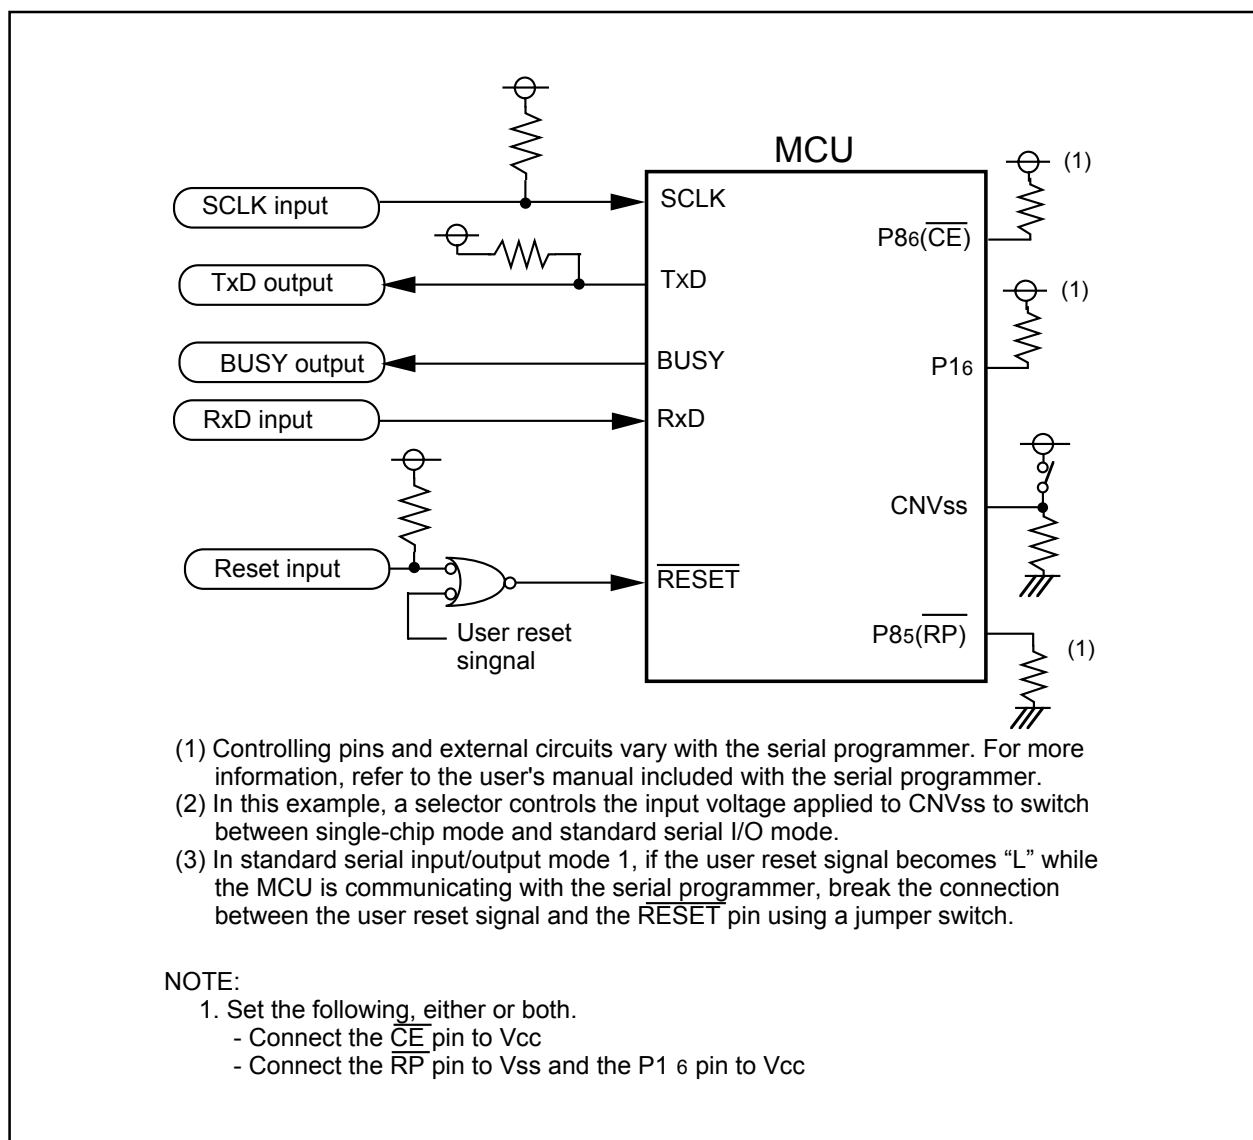 MCU
SCLK input
SCLK
(1)
P86(CE)
TxD output
TxD
(1)
BUSY output
BUSY
P16
RxD input
RxD
CNVss
Reset input
RESET
User reset
singnal
P85(RP)
(1)
(1) Controlling pins and external circuits vary with the serial programmer. For more
information, refer to the user's manual included with the serial programmer.
(2) In this example, a selector controls the input voltage applied to CNVss to switch
between single-chip mode and standard serial I/O mode.
(3) In standard serial input/output mode 1, if the user reset signal becomes “L” while
the MCU is communicating with the serial programmer, break the connection
between the user reset signal and the RESET pin using a jumper switch.
NOTE:
1. Set the following, either or both.
- Connect the CE pin to Vcc
- Connect the RP pin to Vss and the P1 6 pin to Vcc